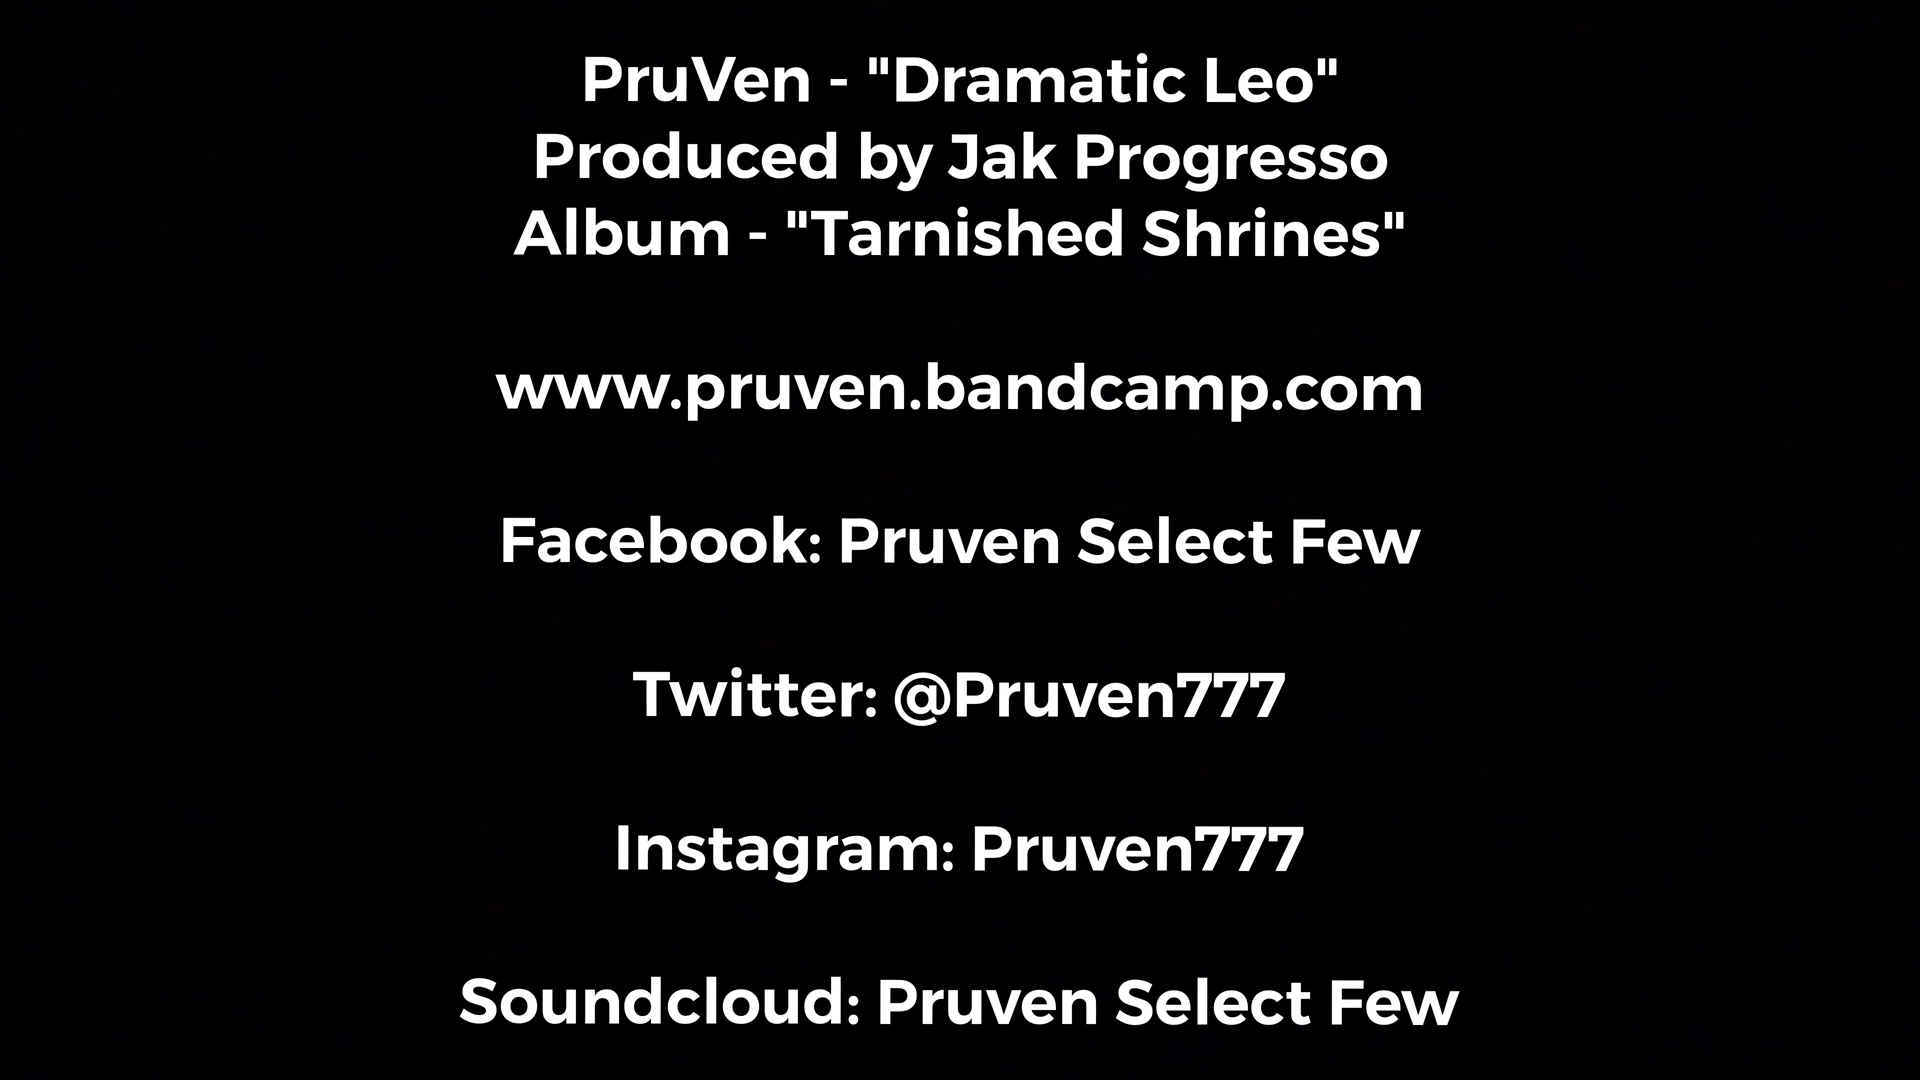 PruVen - "Dramatic Leo"
Produced by Jak Progresso
Album - "Tarnished Shrines"
www.pruven.bandcamp.com
Facebook: Pruven Select Few
Twitter: @Pruven777
Instagram: Pruven777
Soundcloud: Pruven Select Few